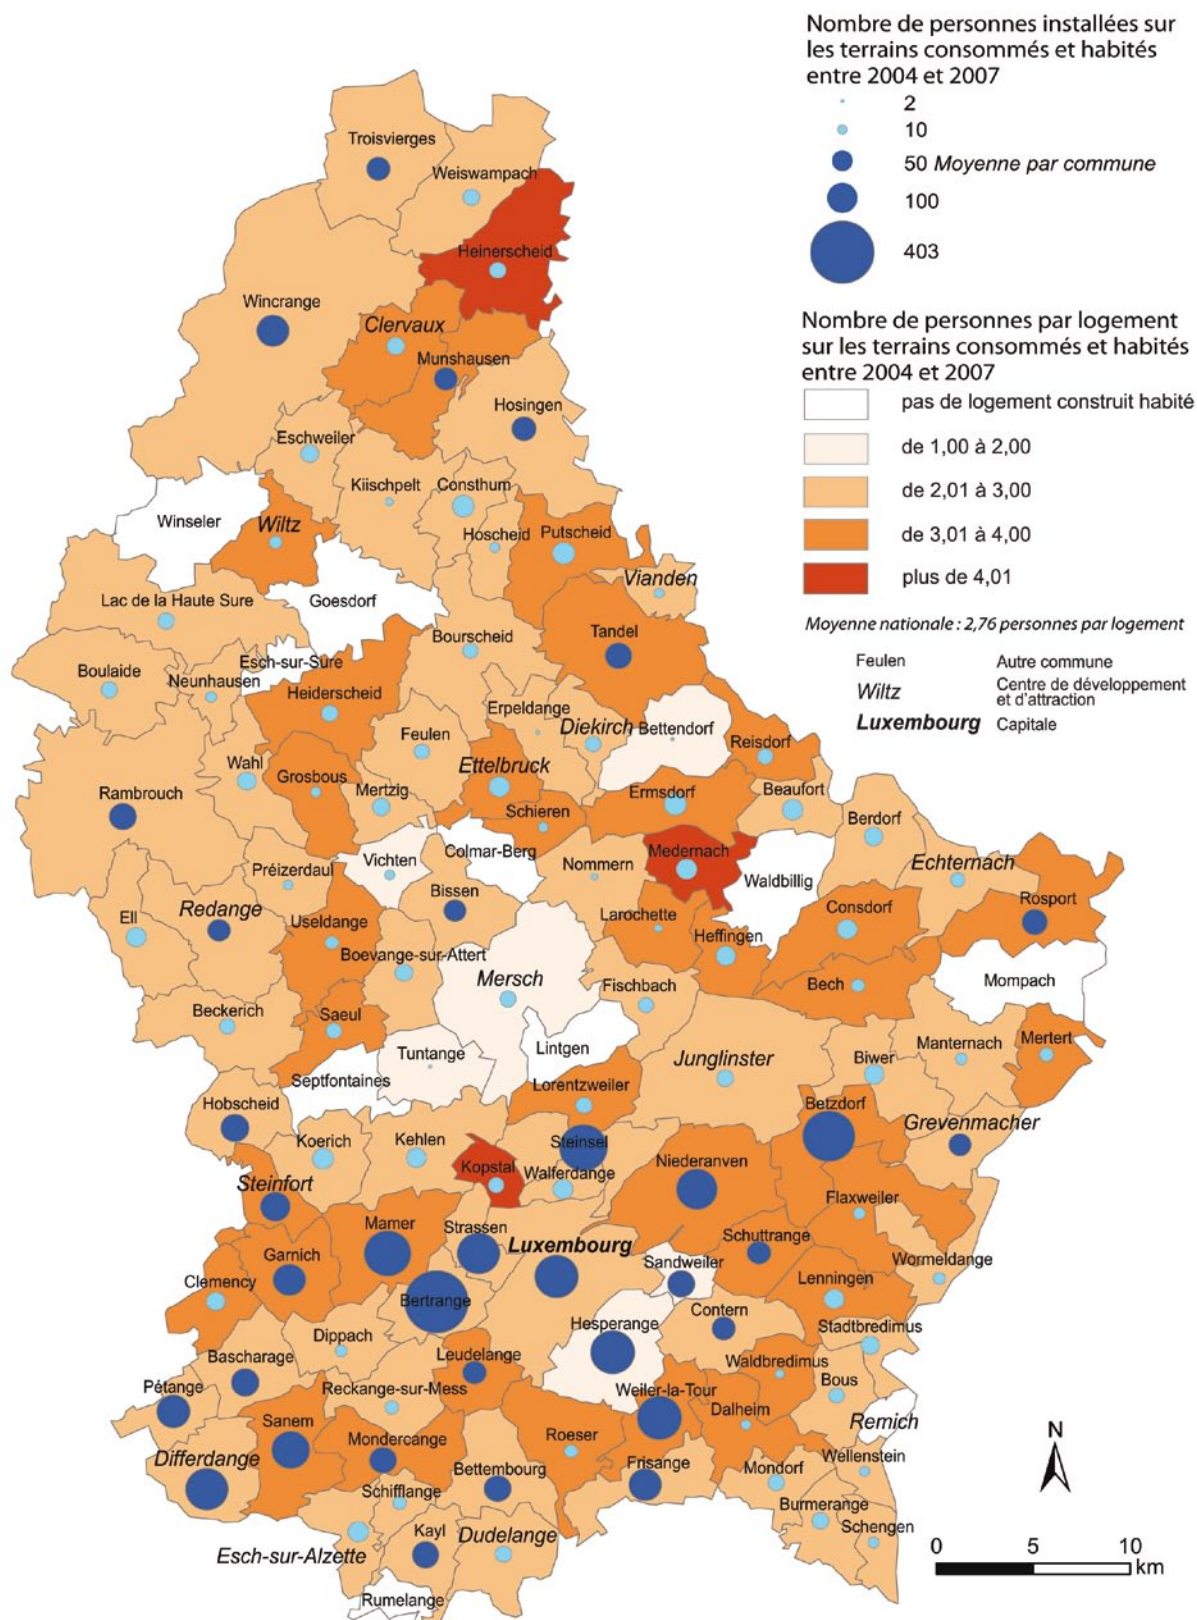 Nombre de personnes installées sur
les terrains consommés et habités
entre 2004 et 2007
2
10
50 Moyenne par commune
100
403
Nombre de personnes par logement
sur les terrains consommés et habités
entre 2004 et 2007
pas de logement construit habité
de 1,00 à 2,00
de 2,01 à 3,00
de 3,01 à 4,00
plus de 4,01
Moyenne nationale : 2,76 personnes par logement
Feulen
Autre commune
Wiltz
Centre de développement
et d'attraction
Luxembourg
Capitale
Troisvierges
Weiswampach
Heinerscheid
Wincrange
Clervaux
Munshausen
Hosingen
Eschweiler
Kiischpelt
Consthum
Winseler
Wiltz
Hoscheid
Putscheid
Vianden
Lac de la Haute Sure
Goesdorf
Bourscheid
Tandel
Esch-sur-Sure
Boulaide
Neunhausen
Heiderscheid
Erpeldange
Diekirch
Bettendorf
Reisdorf
Feulen
Wahl
Ettelbruck
Grosbous
Mertzig
Rambrouch
Schieren
Ermsdorf
Beaufort
Berdorf
Vichten
Colmar-Berg
Nommern
Medernach
Waldbillig
Echternach
Préizerdaul
Bissen
Rosport
Ell
Redange
Useldange
Larochette
Consdorf
Heffingen
Boevange-sur-Attert
Mersch
Fischbach
Bech
Mompach
Beckerich
Saeul
Tuntange
Lintgen
Junglinster
Biwer
Manternach
Mertert
Septfontaines
Lorentzweiler
Hobscheid
Betzdorf
Grevenmacher
Koerich
Kehlen
Steinsel
Kopstal
Walferdange
Niederanven
Steinfort
Flaxweiler
Mamer
Strassen
Luxembourg
Schuttrange
Garnich
Sandweiler
Wormeldange
Clemency
Lenningen
Bertrange
Contern
Hesperange
Stadtbredimus
Dippach
Bascharage
Leudelange
Waldbredimus
Pétange
Reckange-sur-Mess
Weiler-la-Tour
Bous
Dalheim
Remich
Sanem
Mondercange
Roeser
Differdange
Bettembourg
Frisange
Mondorf
Wellenstein
Schifflange
Burmerange
Schengen
Kayl
Dudelange
Esch-sur-Alzette
Rumelange
N
0 5 10
km